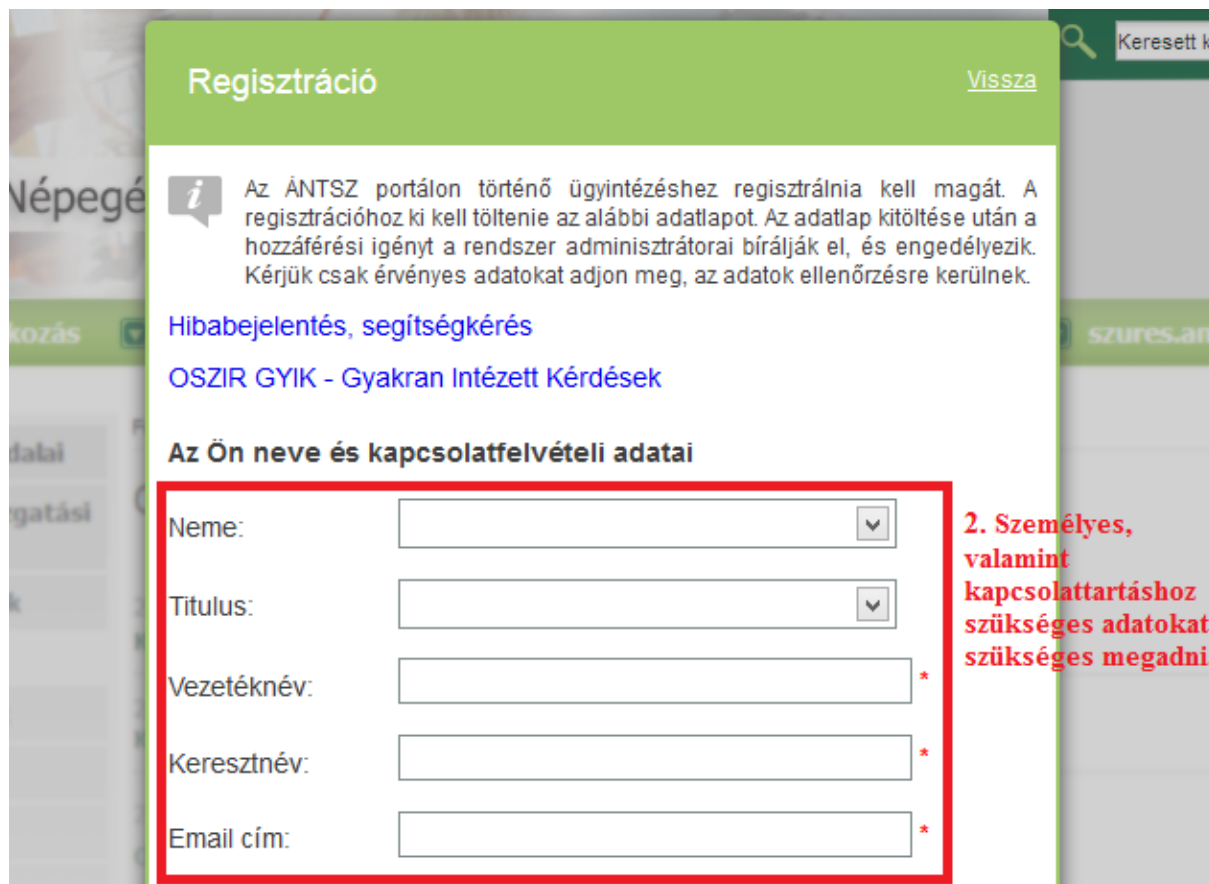 Regisztráció
Vissza
Keresett k
Népegé
Az ÁNTSZ portálon történő ügyintézéshez regisztrálnia kell magát. A
regisztrációhoz ki kell töltenie az alábbi adatlapot. Az adatlap kitöltése után a
hozzáférési igényt a rendszer adminisztrátorai bírálják el, és engedélyezik.
Kérjük csak érvényes adatokat adjon meg, az adatok ellenőrzésre kerülnek.
Hibabejelentés, segítségkérés
kozás
szures.an
OSZIR GYIK - Gyakran Intézett Kérdések
dalai
Az Ön neve és kapcsolatfelvételi adatai
gatási
Neme:
Titulus:
Vezetéknév: *
Keresztnév: *
Email cím: *
2. Személyes,
valamint
kapcsolattartáshoz
szükséges adatokat
szükséges megadni.